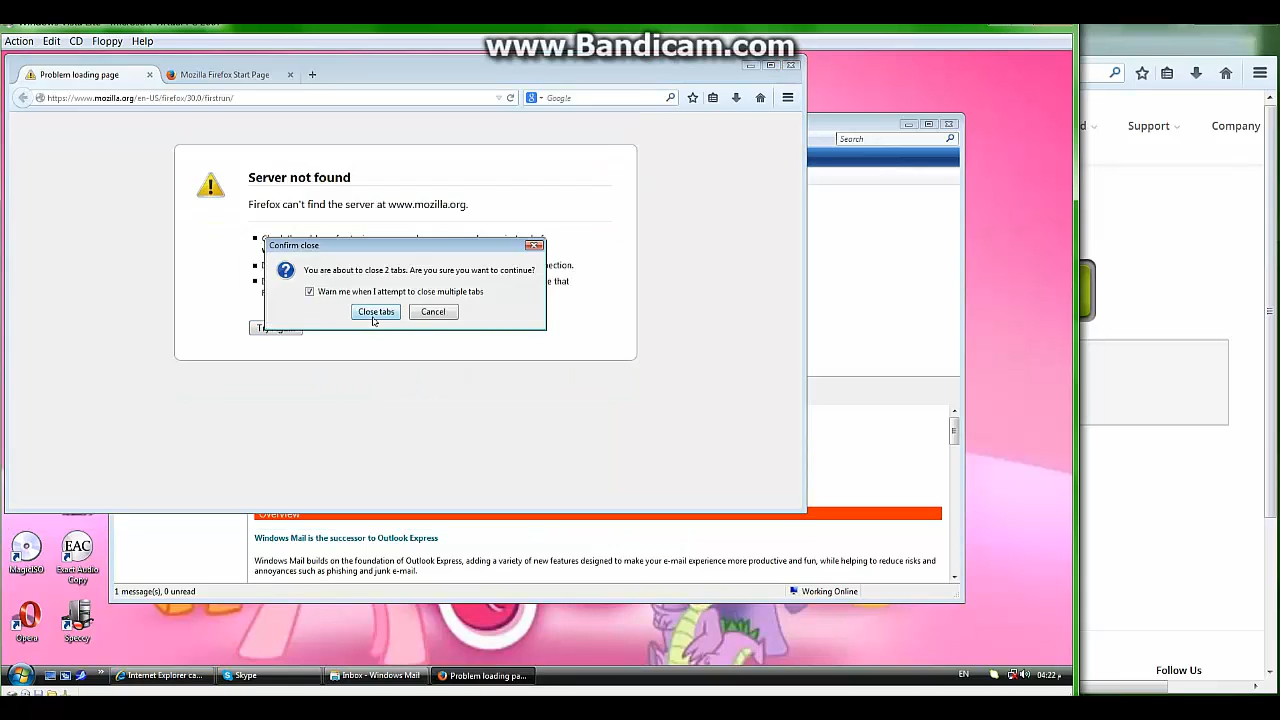 www.Bandicam.com
Action Edit CD Floppy Help
Problem loading page
Mozilla Firefox Start Page
https://www.mozilla.org/en-US/firefox/30.0/firstrun/
Google
Search
Support
Company
Server not found
Firefox can't find the server at www.mozilla.org.
Confirm close
You are about to close 2 tabs. Are you sure you want to continue?
Warn me when I attempt to close multiple tabs
Close tabs
Cancel
Overview
Windows Mail is the successor to Outlook Express
Windows Mail builds on the foundation of Outlook Express, adding a variety of new features designed to make your e-mail experience more productive and fun, while helping to reduce risks and
annoyances such as phishing and junk e-mail.
1 message(s), 0 unread
Working Online
MagicISO
EAC
Exact Audio
Copy
Opera
Speccy
Follow Us
Internet Explorer ca...
Skype
Inbox - Windows Mail
Problem loading pa...
EN
04:22 م